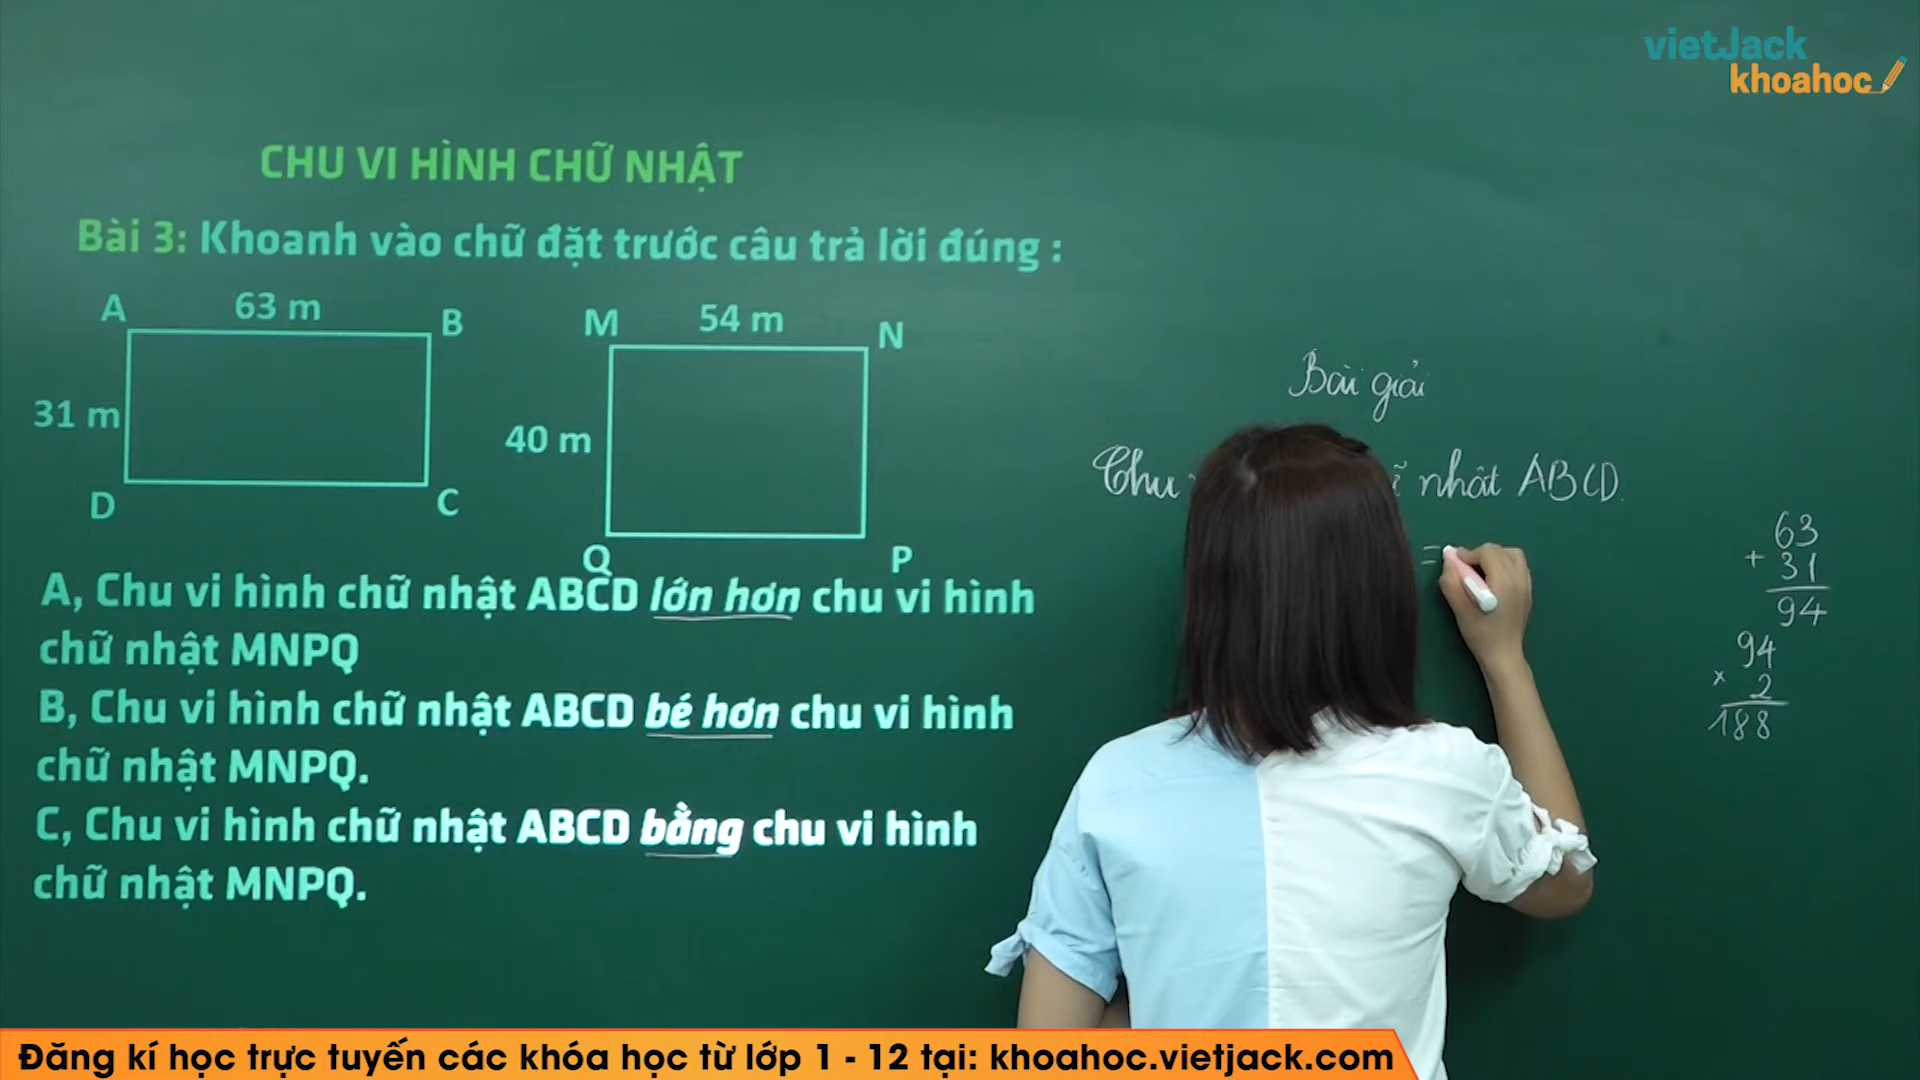 vietJack
khoahoc
CHU VI HÌNH CHỮ NHẬT
Bài 3: Khoanh vào chữ đặt trước câu trả lời đúng :
A 63 m B
31 m
D C
M 54 m N
40 m
Q P
A, Chu vi hình chữ nhật ABCD lớn hơn chu vi hình
chữ nhật MNPQ
B, Chu vi hình chữ nhật ABCD bé hơn chu vi hình
chữ nhật MNPQ.
C, Chu vi hình chữ nhật ABCD bằng chu vi hình
chữ nhật MNPQ.
Bài giải
Chu nhật ABCD.
=
63
+ 31
94
94
x 2
188
Đăng kí học trực tuyến các khóa học từ lớp 1 - 12 tại: khoahoc.vietjack.com